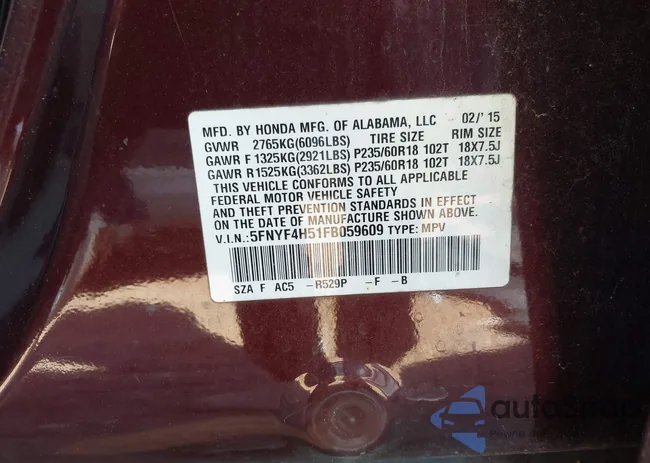 MFD. BY HONDA MFG. OF ALABAMA, LLC 02/'15
GVWR 2765KG(6096LBS) TIRE SIZE RIM SIZE
GAWR F 1325KG(2921LBS) P235/60R18 102T 18X7.5J
GAWR R 1525KG(3362LBS) P235/60R18 102T 18X7.5J
THIS VEHICLE CONFORMS TO ALL APPLICABLE
FEDERAL MOTOR VEHICLE SAFETY
AND THEFT PREVENTION STANDARDS IN EFFECT
ON THE DATE OF MANUFACTURE SHOWN ABOVE.
V.I.N.: 5FNYF4H51FB059609 TYPE: MPV
SZA F AC5 -R529P -F -B